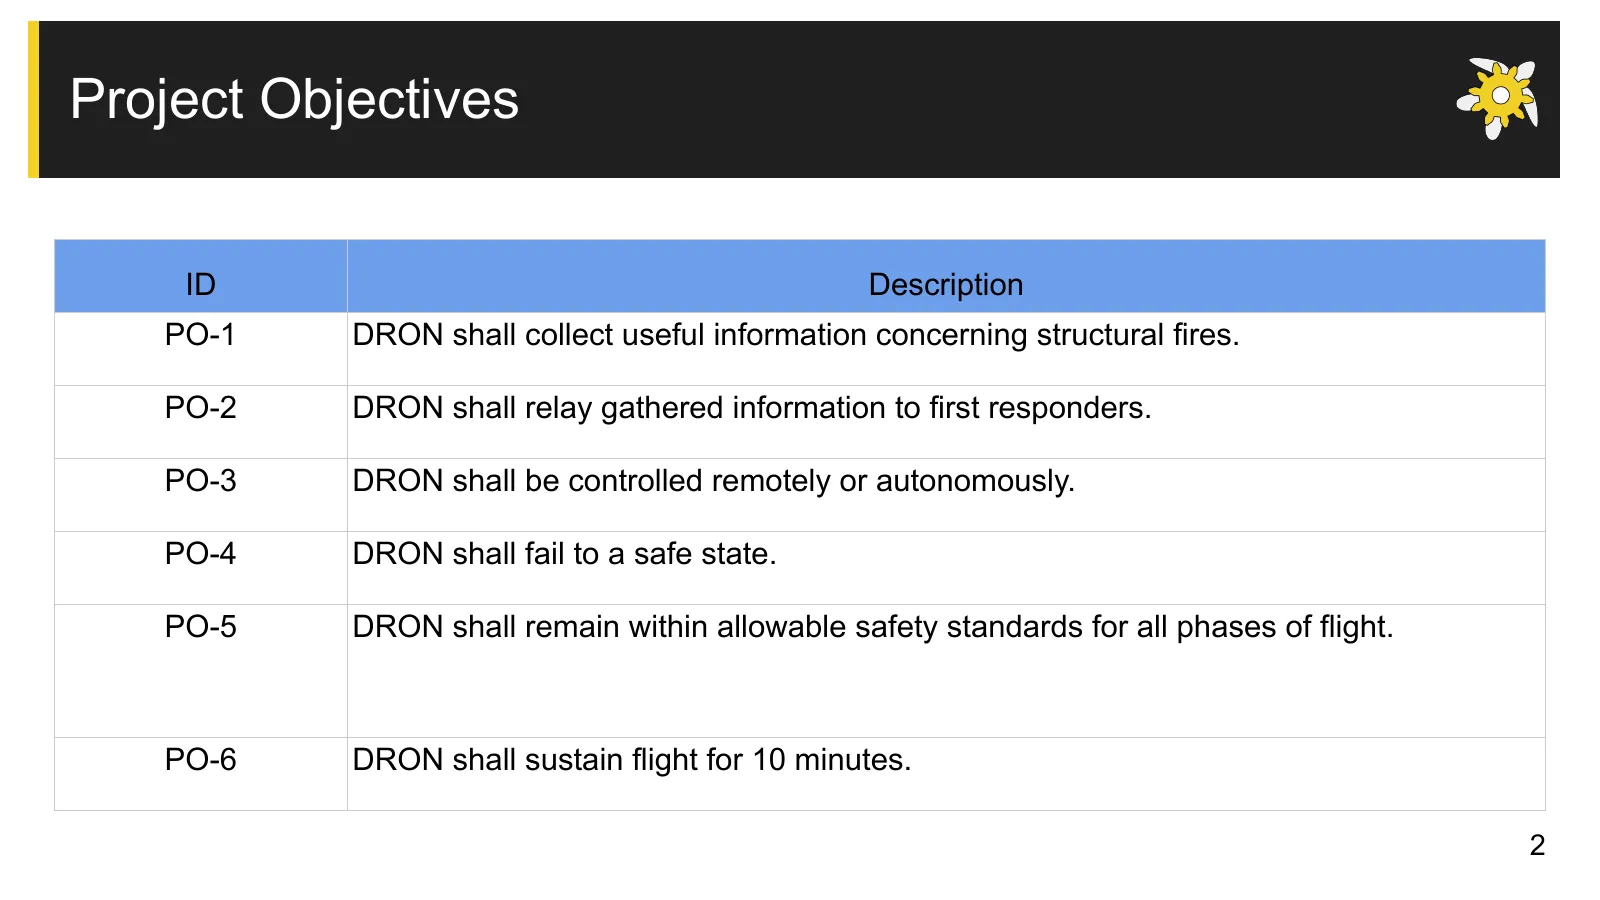 Project Objectives
ID Description
PO-1 DRON shall collect useful information concerning structural fires.
PO-2 DRON shall relay gathered information to first responders.
PO-3 DRON shall be controlled remotely or autonomously.
PO-4 DRON shall fail to a safe state.
PO-5 DRON shall remain within allowable safety standards for all phases of flight.
PO-6 DRON shall sustain flight for 10 minutes.
2